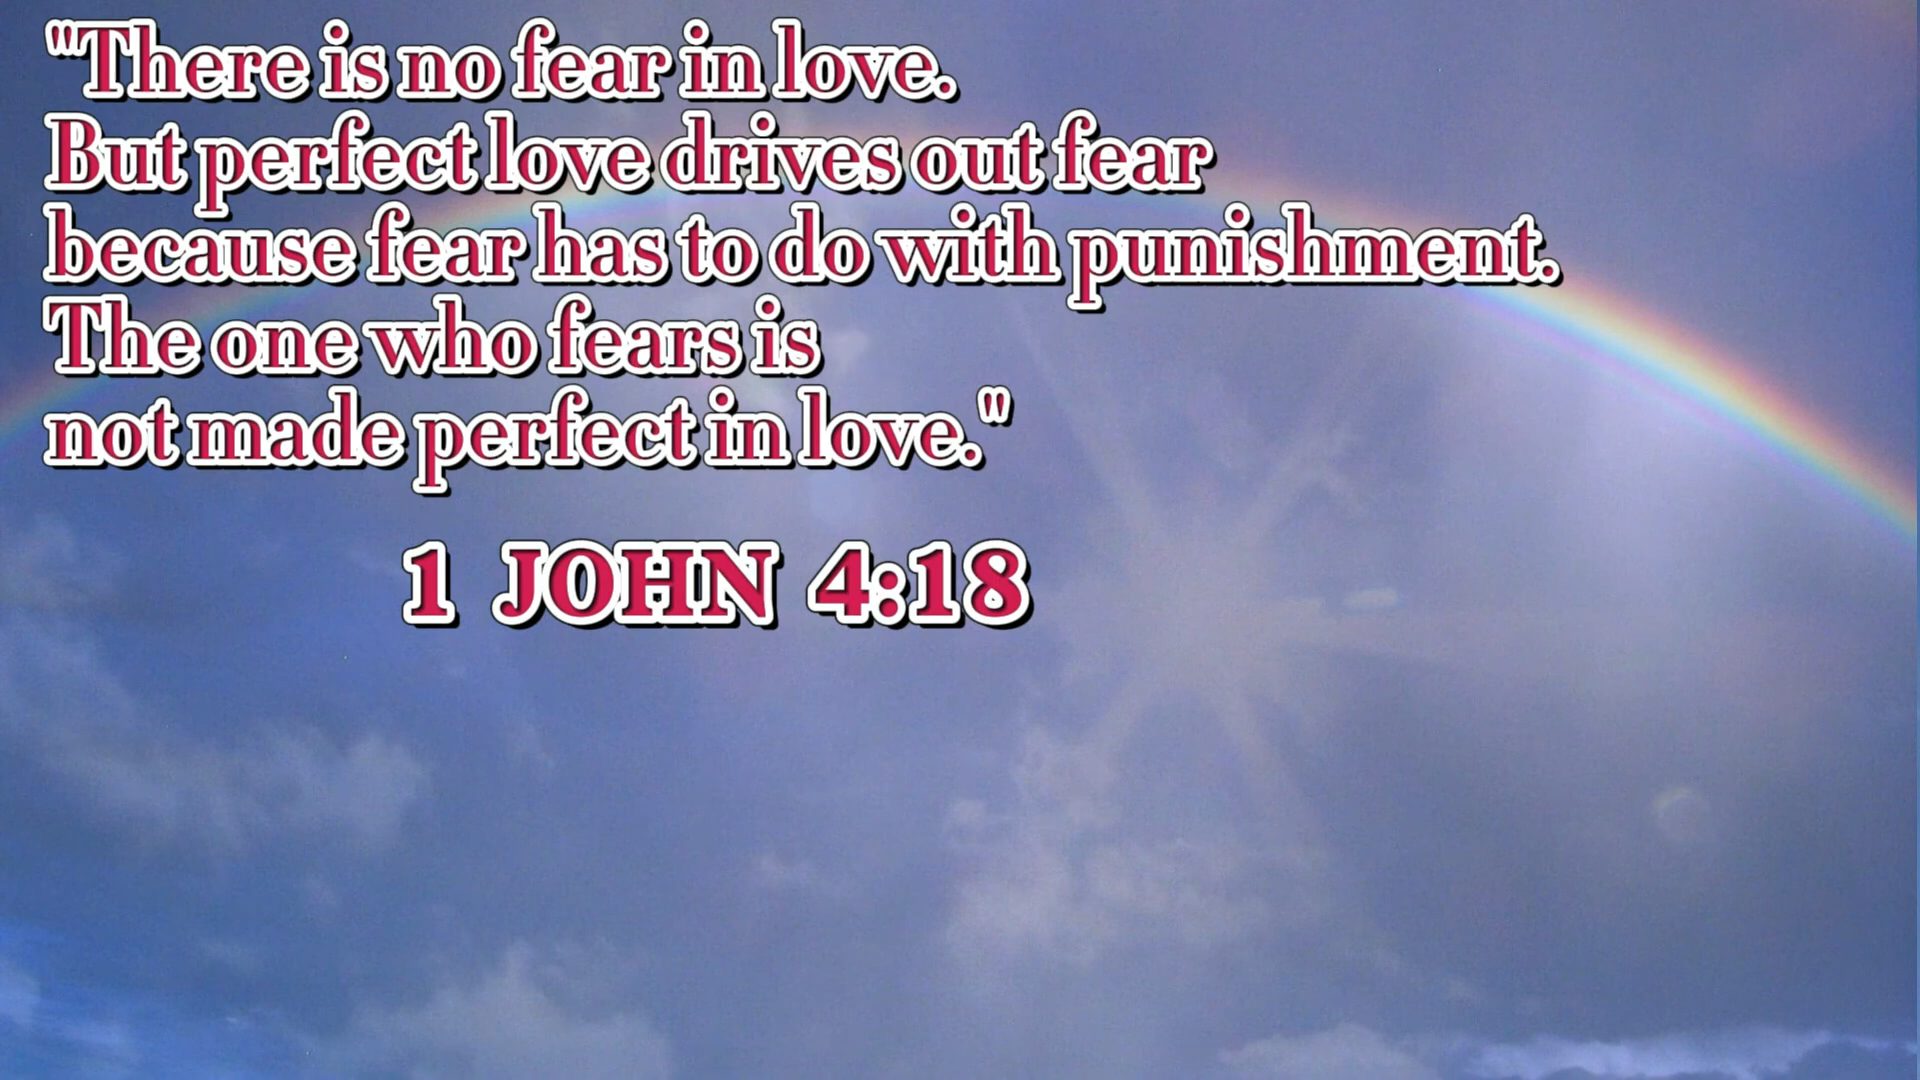 "There is no fear in love.
But perfect love drives out fear
because fear has to do with punishment.
The one who fears is
not made perfect in love."
1 JOHN 4:18